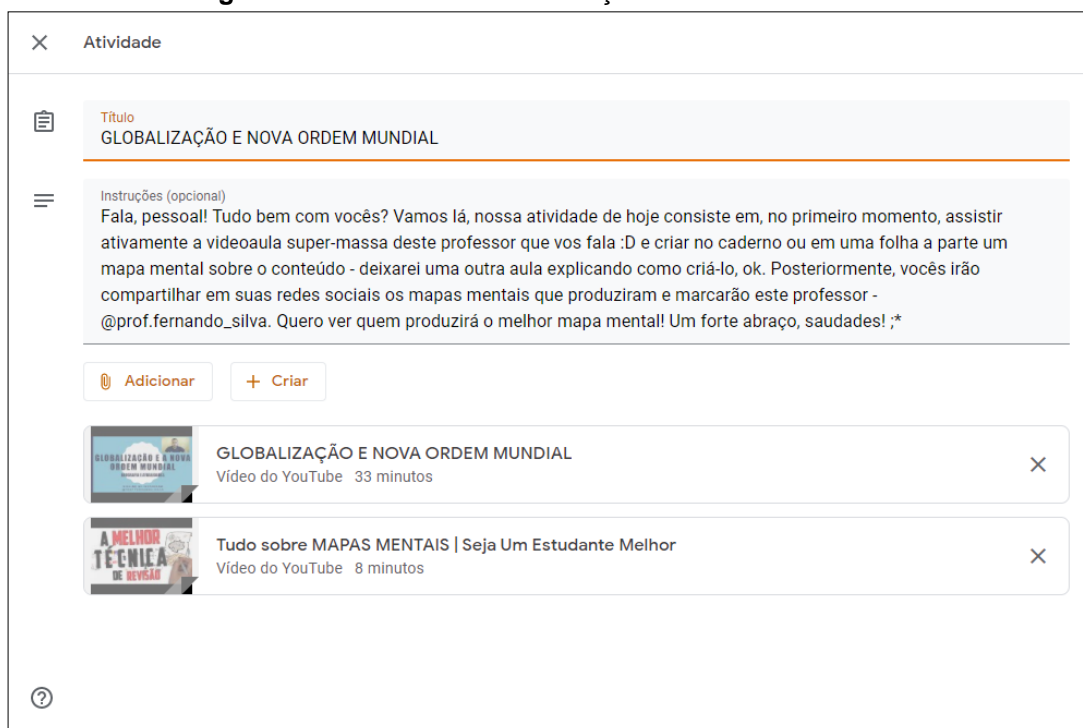 Atividade
Título
GLOBALIZAÇÃO E NOVA ORDEM MUNDIAL
Instruções (opcional)
Fala, pessoal! Tudo bem com vocês? Vamos lá, nossa atividade de hoje consiste em, no primeiro momento, assistir
ativamente a videoaula super-massa deste professor que vos fala :D e criar no caderno ou em uma folha a parte um
mapa mental sobre o conteúdo - deixarei uma outra aula explicando como criá-lo, ok. Posteriormente, vocês irão
compartilhar em suas redes sociais os mapas mentais que produziram e marcarão este professor -
@prof.fernando_silva. Quero ver quem produzirá o melhor mapa mental! Um forte abraço, saudades! ;*
Adicionar
Criar
GLOBALIZAÇÃO E A NOVA
ORDEM MUNDIAL
GLOBALIZAÇÃO E NOVA ORDEM MUNDIAL
Vídeo do YouTube 33 minutos
A MELHOR
TÉCNICA
DE REVISÃO
Tudo sobre MAPAS MENTAIS | Seja Um Estudante Melhor
Vídeo do YouTube 8 minutos